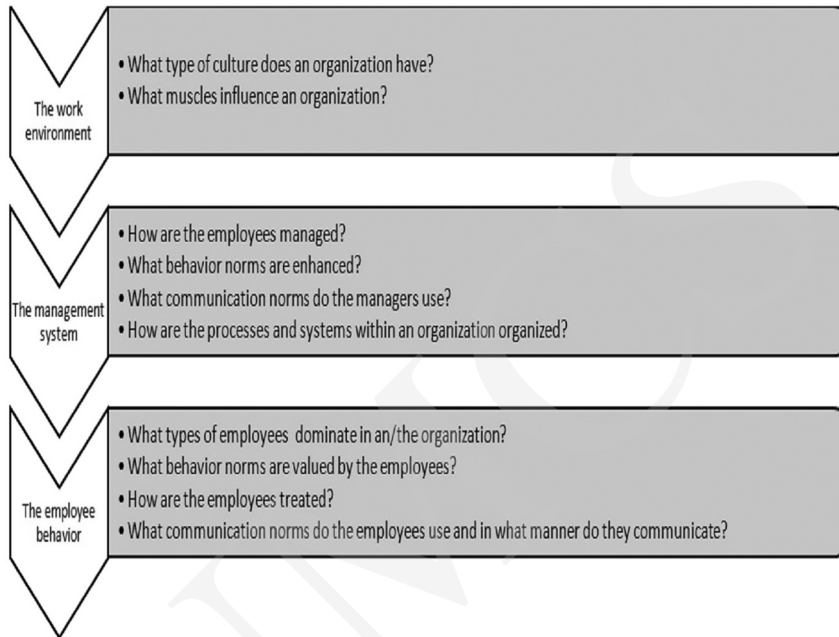 The work
environment
• What type of culture does an organization have?
• What muscles influence an organization?
The management
system
• How are the employees managed?
• What behavior norms are enhanced?
• What communication norms do the managers use?
• How are the processes and systems within an organization organized?
The employee
behavior
• What types of employees dominate in an/the organization?
• What behavior norms are valued by the employees?
• How are the employees treated?
• What communication norms do the employees use and in what manner do they communicate?